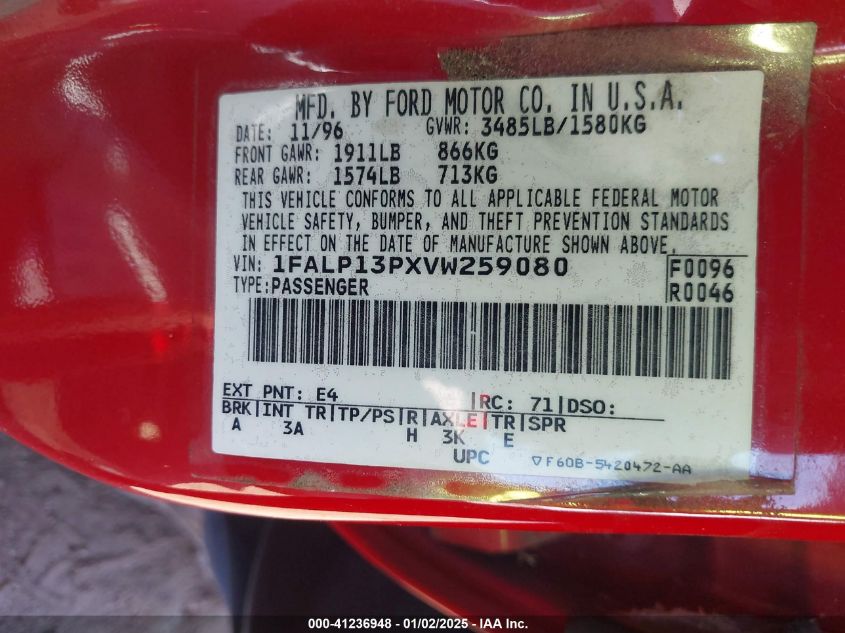 MFD. BY FORD MOTOR CO. IN U.S.A.
DATE: 11/96 GVWR: 3485LB/1580KG
FRONT GAWR: 1911LB 866KG
REAR GAWR: 1574LB 713KG
THIS VEHICLE CONFORMS TO ALL APPLICABLE FEDERAL MOTOR
VEHICLE SAFETY, BUMPER, AND THEFT PREVENTION STANDARDS
IN EFFECT ON THE DATE OF MANUFACTURE SHOWN ABOVE.
VIN: 1FALP13PXVW259080 F0096
TYPE:PASSENGER R0046
EXT PNT: E4 |RC: 71|DSO:
BRK|INT TR|TP/PS|R|AXLE|TR|SPR
A 3A H 3K E
UPC ▽F60B-5420472-AA
000-41236948 - 01/02/2025 - IAA Inc.